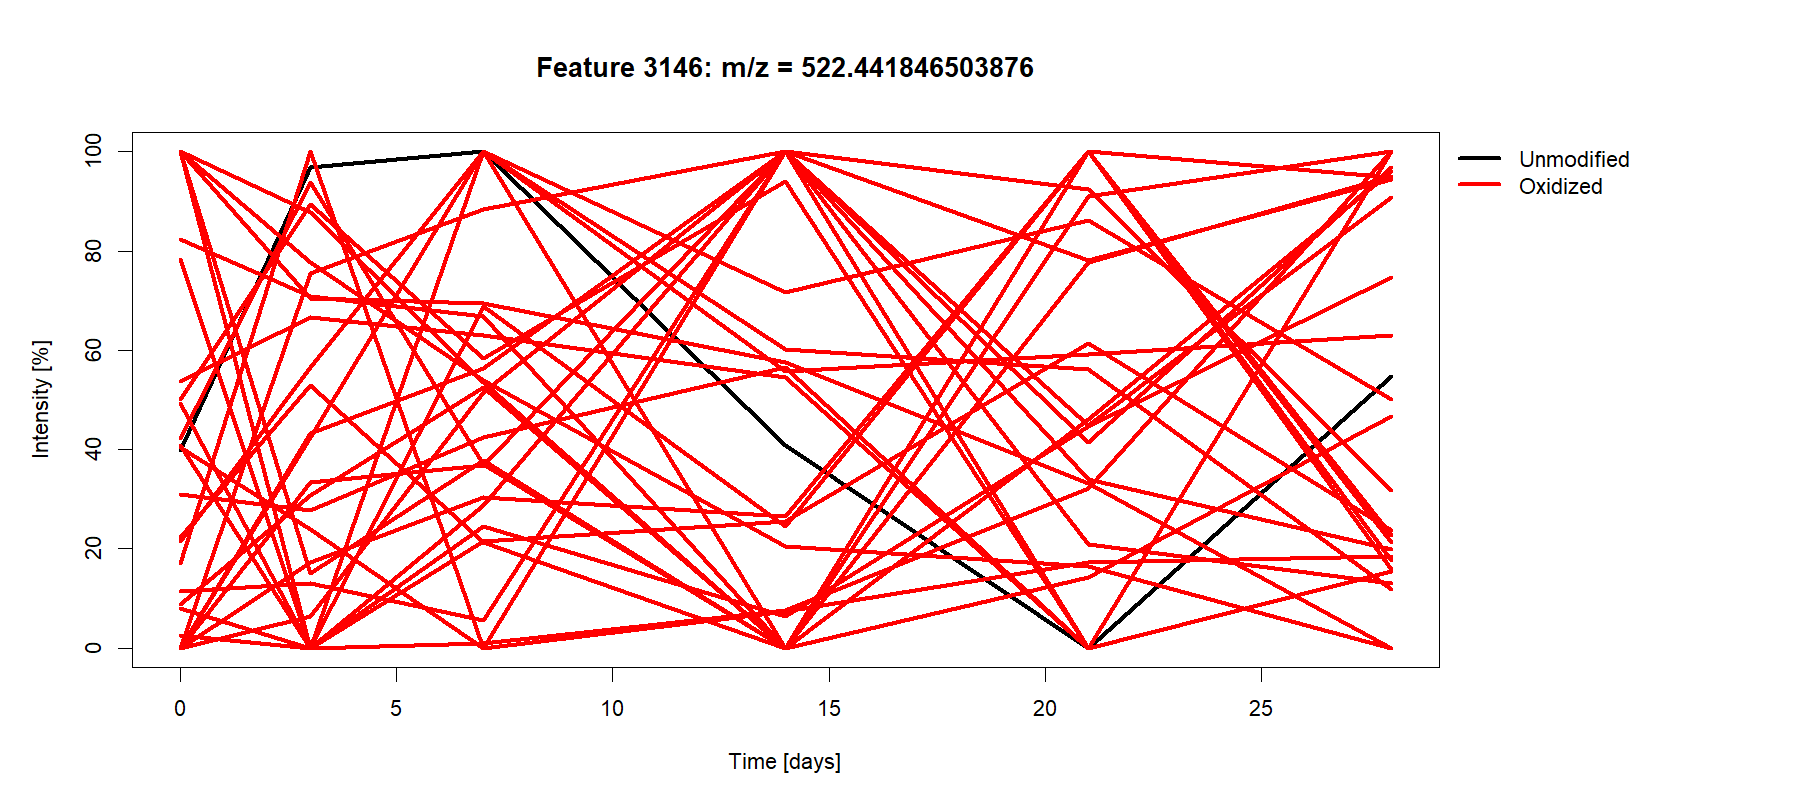 Feature 3146: m/z = 522.441846503876
Unmodified
Oxidized
Intensity [%]
100
80
60
40
20
0
0 5 10 15 20 25
Time [days]